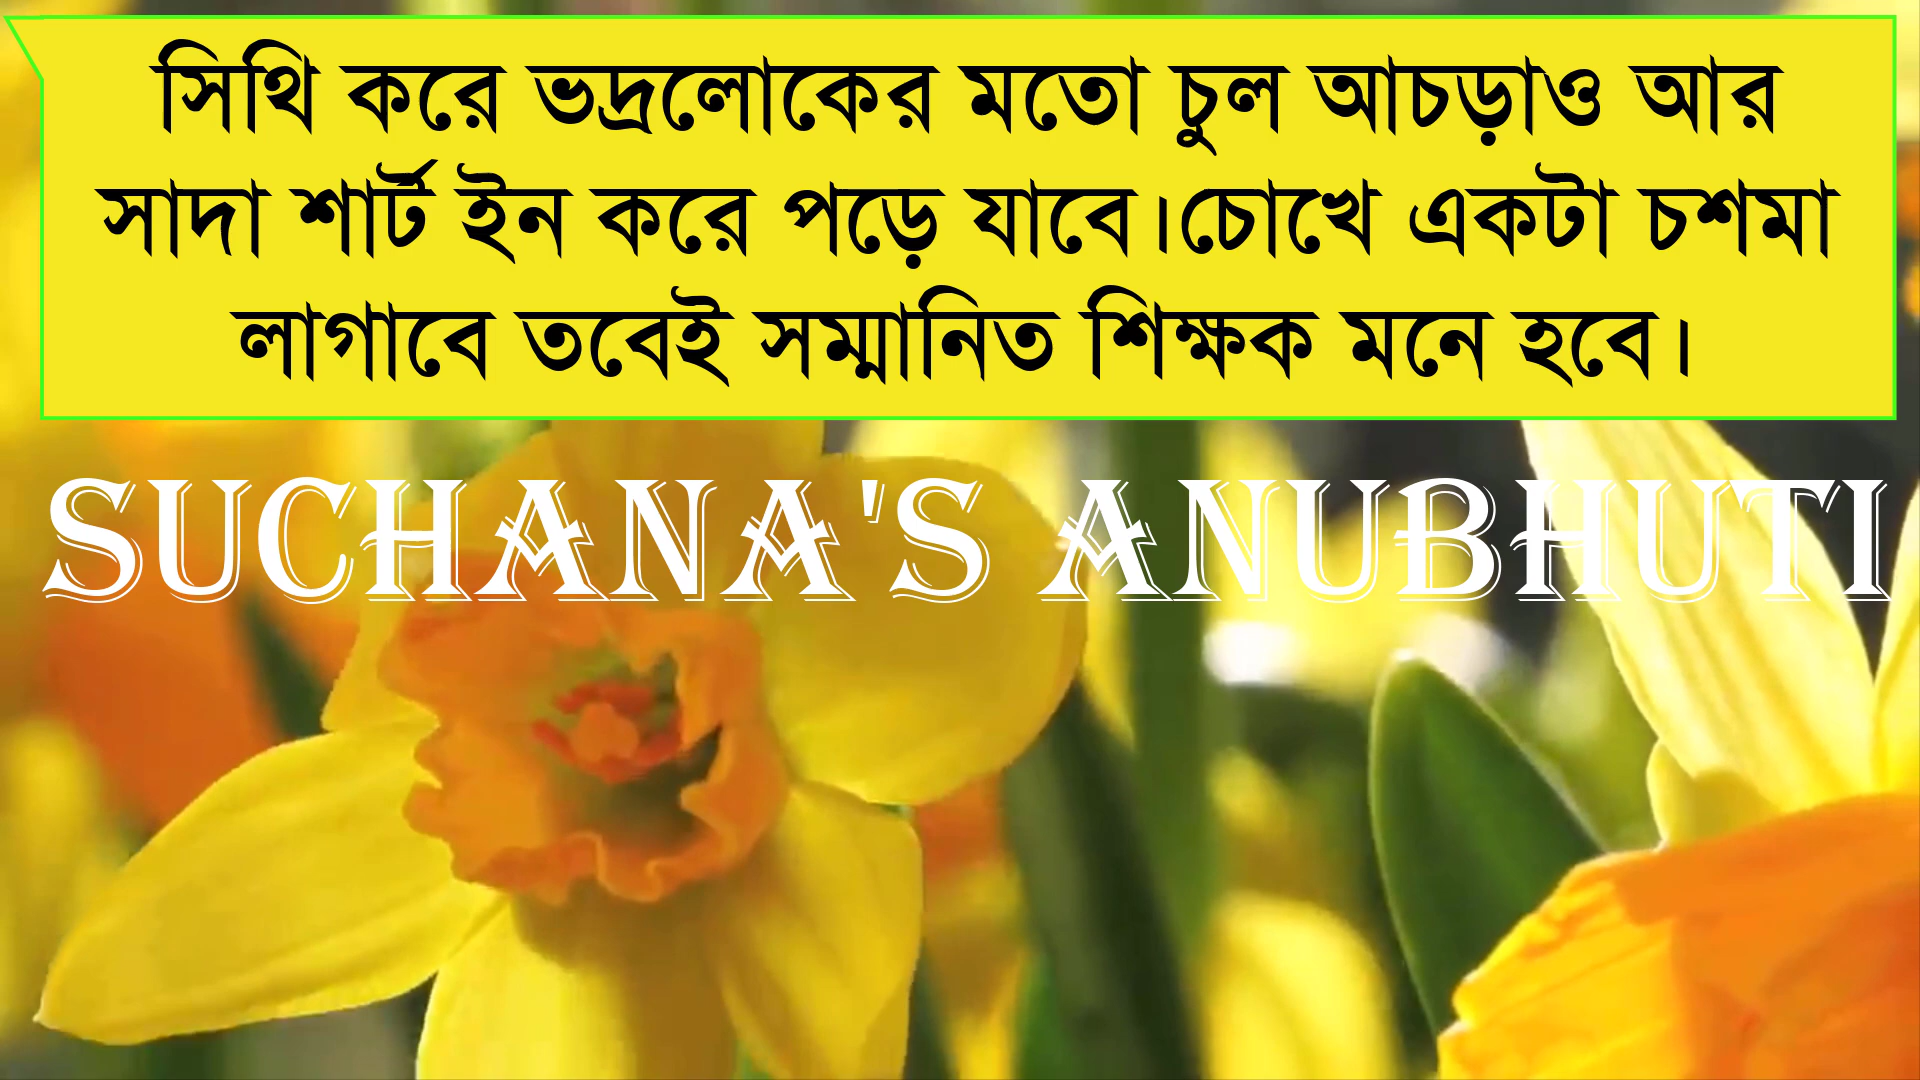 সিথি করে ভদ্রলোকের মতো চুল আচড়াও আর
সাদা শার্ট ইন করে পড়ে যাবে।চোখে একটা চশমা
লাগাবে তবেই সম্মানিত শিক্ষক মনে হবে।
SUCHANA'S ANUBHUTI